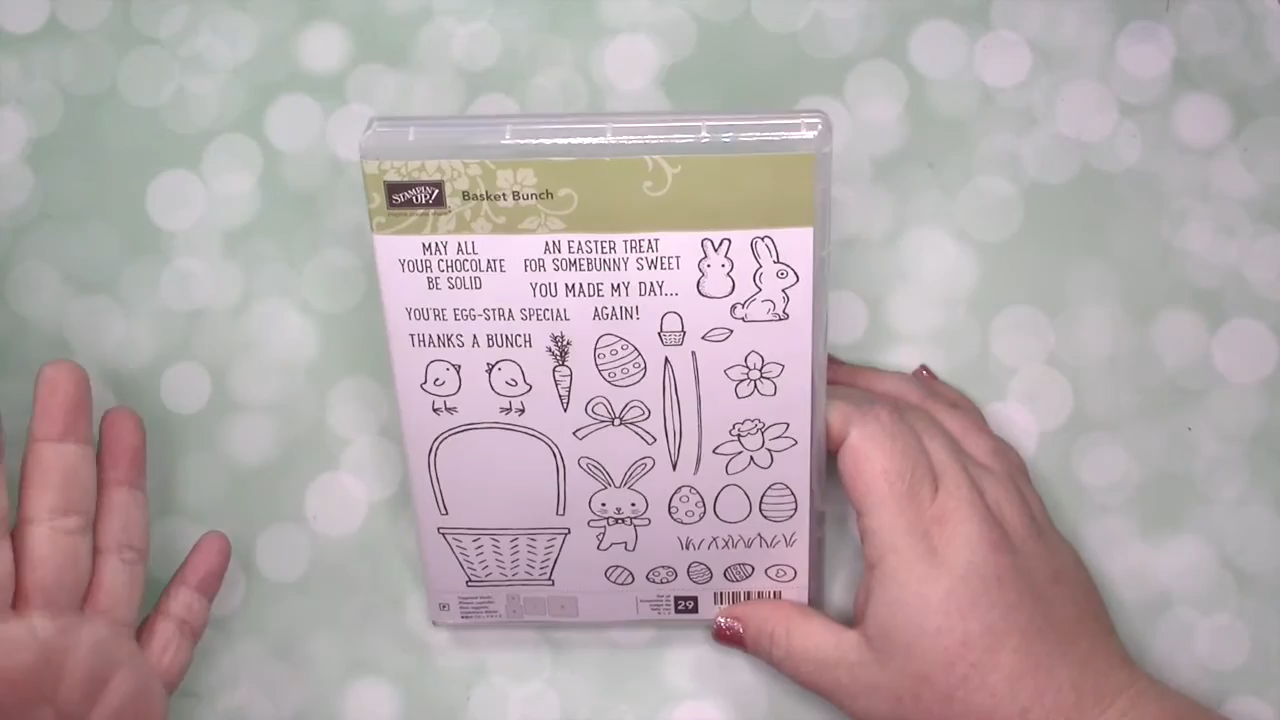 STAMPIN' UP!
Basket Bunch
MAY ALL
YOUR CHOCOLATE
BE SOLID
AN EASTER TREAT
FOR SOMEBUNNY SWEET
YOU MADE MY DAY...
YOU'RE EGG-STRA SPECIAL
AGAIN!
THANKS A BUNCH
P
29